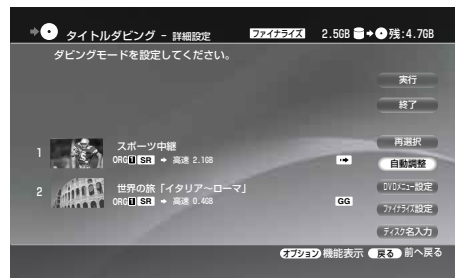 タイトルダビング - 詳細設定 ファイナライズ 2.5GB 残:4.7GB
ダビングモードを設定してください。
実行
終了
再選択
1 スポーツ中継
ORG 1 SR 高速 2.1GB
自動調整
2 世界の旅「イタリア～ローマ」
ORG 1 SR 高速 0.4GB GG
DVDメニュー設定
ファイナライズ設定
ディスク名入力
オプション 機能表示 戻る 前へ戻る